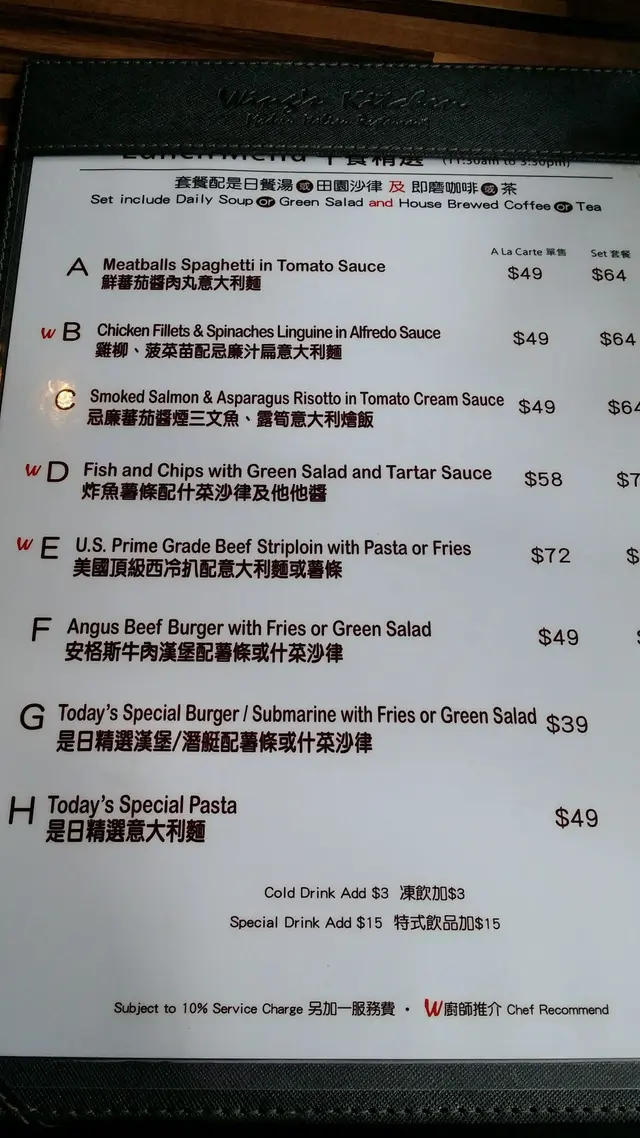 Wing's Kitchen
Modern Italian Restaurant
Lunch Menu 午餐精選 (11:30am to 3:30pm)
套餐配是日餐湯 或 田園沙律 及 即磨咖啡 或 茶
Set include Daily Soup or Green Salad and House Brewed Coffee or Tea
A La Carte 單售 Set 套餐
A Meatballs Spaghetti in Tomato Sauce $49 $64
鮮蕃茄醬肉丸意大利麵
W B Chicken Fillets & Spinaches Linguine in Alfredo Sauce $49 $64
雞柳、菠菜苗配忌廉汁扁意大利麵
C Smoked Salmon & Asparagus Risotto in Tomato Cream Sauce $49 $64
忌廉蕃茄醬煙三文魚、露筍意大利燴飯
W D Fish and Chips with Green Salad and Tartar Sauce $58 $7
炸魚薯條配什菜沙律及他他醬
W E U.S. Prime Grade Beef Striploin with Pasta or Fries $72 $
美國頂級西冷扒配意大利麵或薯條
F Angus Beef Burger with Fries or Green Salad $49
安格斯牛肉漢堡配薯條或什菜沙律
G Today's Special Burger / Submarine with Fries or Green Salad $39
是日精選漢堡/潛艇配薯條或什菜沙律
H Today's Special Pasta $49
是日精選意大利麵
Cold Drink Add $3 凍飲加$3
Special Drink Add $15 特式飲品加$15
Subject to 10% Service Charge 另加一服務費 • W廚師推介 Chef Recommend